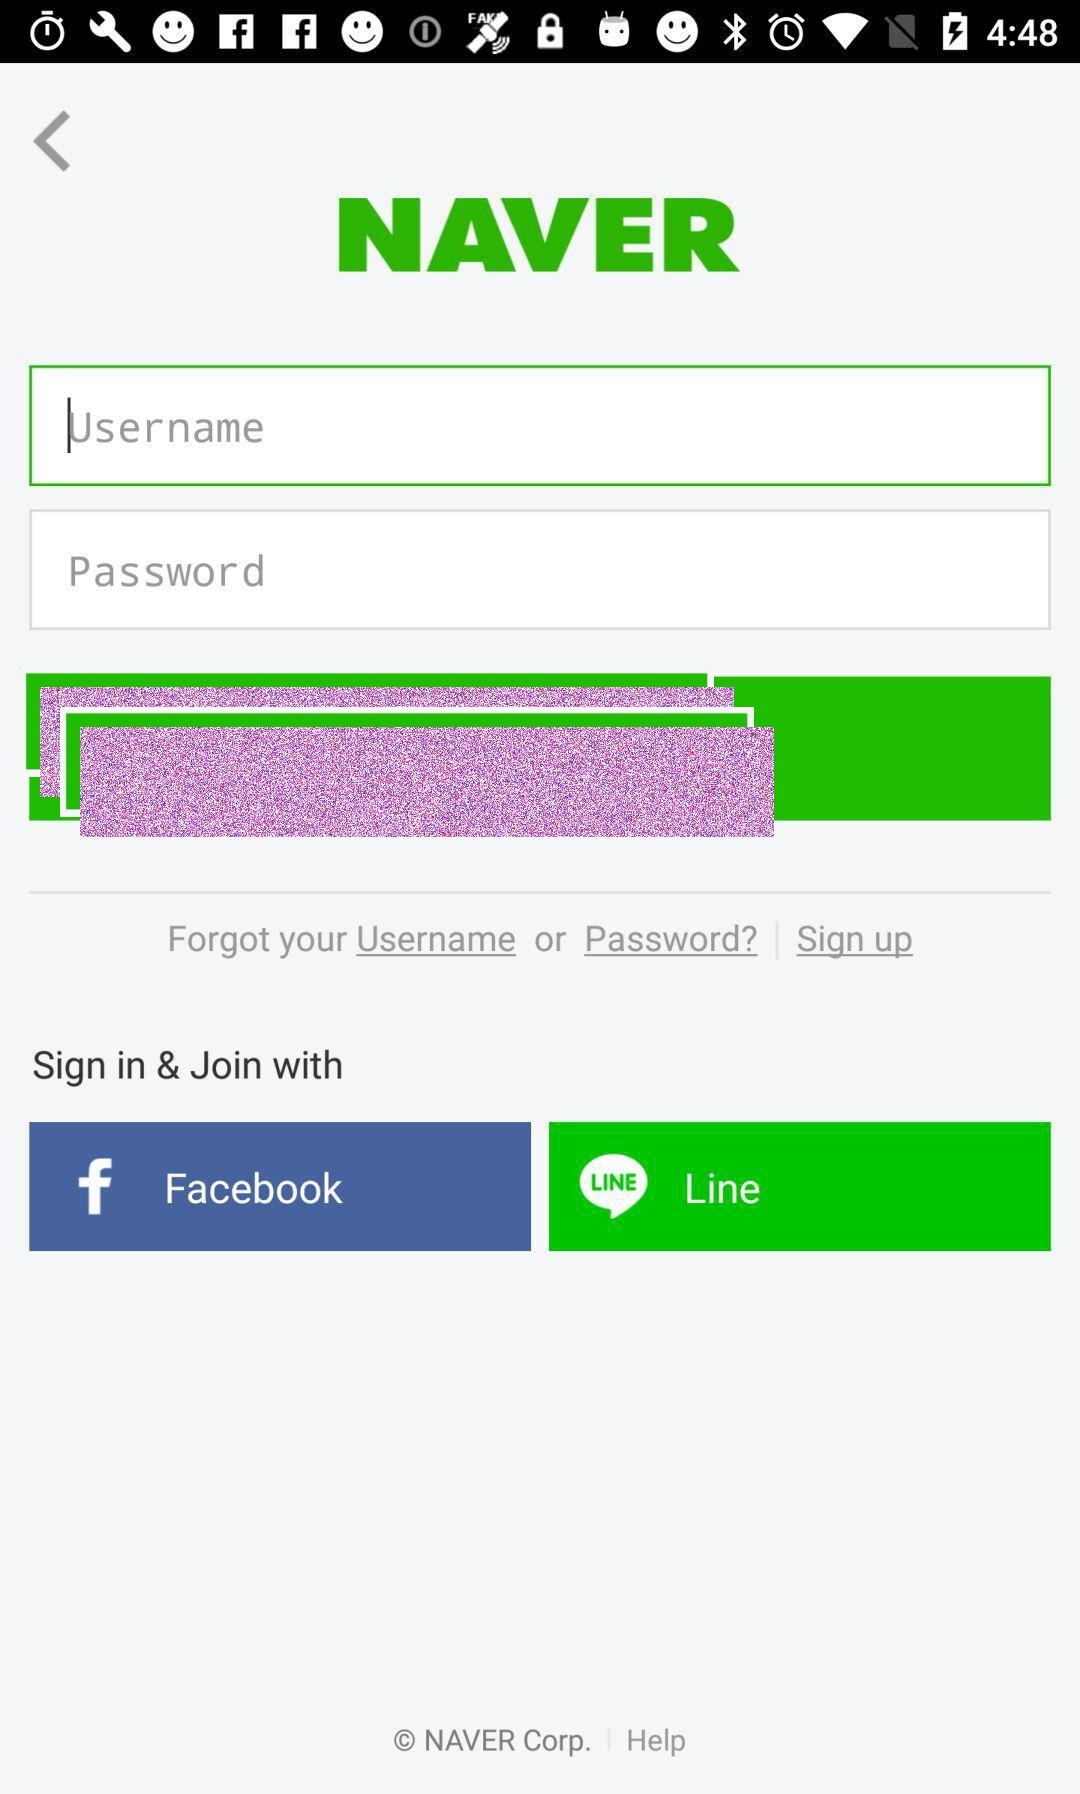 FAKE
4:48
NAVER
Username
Password
Forgot your Username or Password? Sign up
Sign in & Join with
Facebook
LINE Line
© NAVER Corp. Help